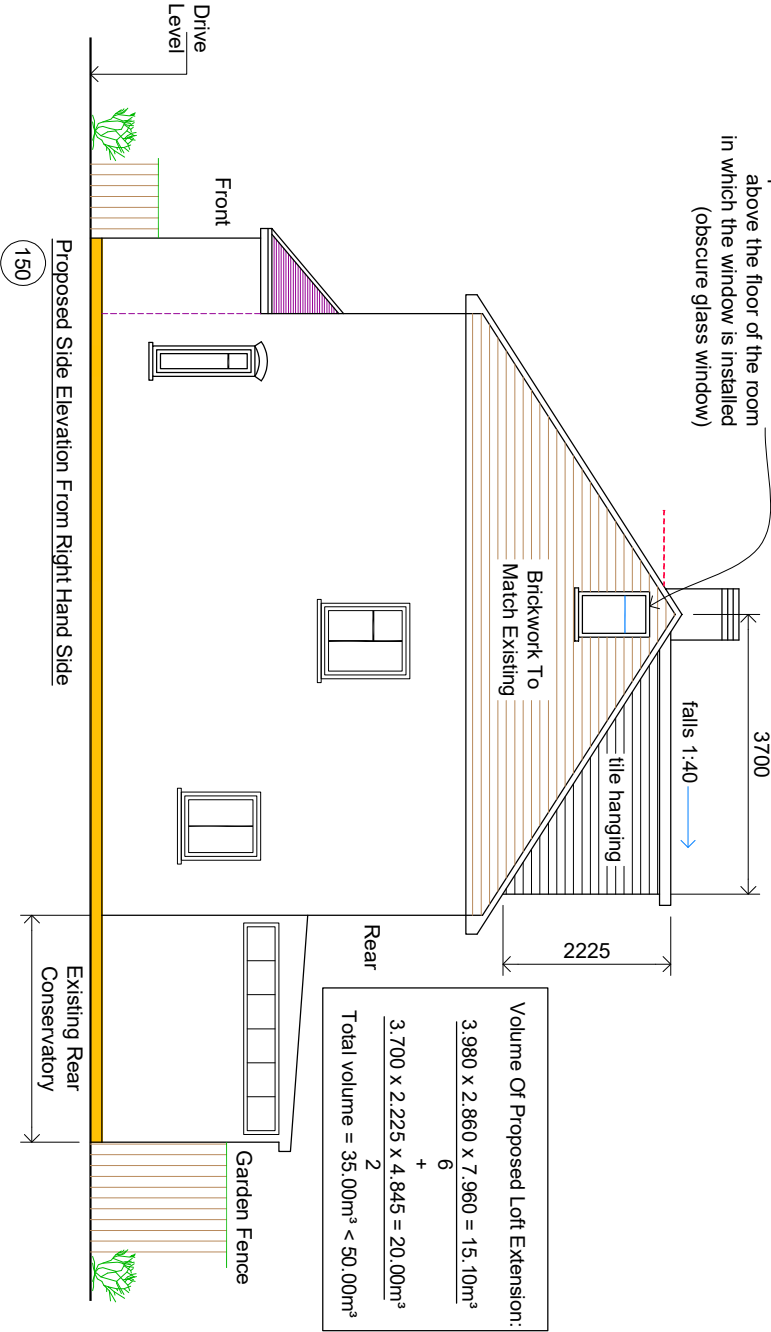 above the floor of the room
in which the window is installed
(obscure glass window)
3700
falls 1:40
tile hanging
Brickwork To
Match Existing
2225
Volume Of Proposed Loft Extension:
3.980 x 2.860 x 7.960 = 15.10m³
6
+
3.700 x 2.225 x 4.845 = 20.00m³
2
Total volume = 35.00m³ < 50.00m³
Front
Rear
Drive
Level
Garden Fence
Existing Rear
Conservatory
Proposed Side Elevation From Right Hand Side
150